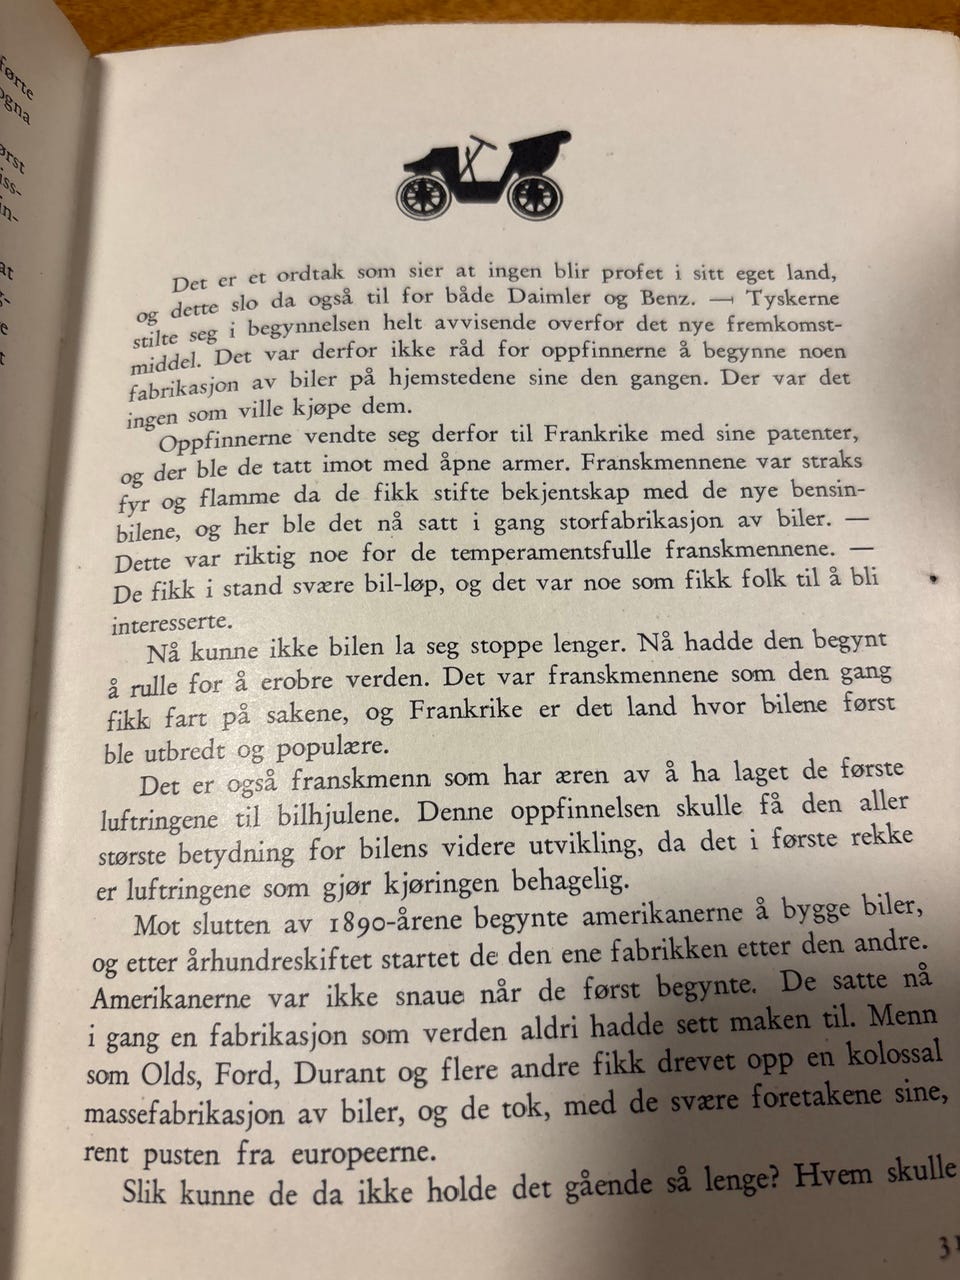 førte
ogna
ørst
iss-
in-
at
g-
e
t
Det er et ordtak som sier at ingen blir profet i sitt eget land,
og dette slo da også til for både Daimler og Benz. — Tyskerne
stilte seg i begynnelsen helt avvisende overfor det nye fremkomst-
middel. Det var derfor ikke råd for oppfinnerne å begynne noen
fabrikasjon av biler på hjemstedene sine den gangen. Der var det
ingen som ville kjøpe dem.
Oppfinnerne vendte seg derfor til Frankrike med sine patenter,
og der ble de tatt imot med åpne armer. Franskmennene var straks
fyr og flamme da de fikk stifte bekjentskap med de nye bensin-
bilene, og her ble det nå satt i gang storfabrikasjon av biler. —
Dette var riktig noe for de temperamentsfulle franskmennene. —
De fikk i stand svære bil-løp, og det var noe som fikk folk til å bli
interesserte.
Nå kunne ikke bilen la seg stoppe lenger. Nå hadde den begynt
å rulle for å erobre verden. Det var franskmennene som den gang
fikk fart på sakene, og Frankrike er det land hvor bilene først
ble utbredt og populære.
Det er også franskmenn som har æren av å ha laget de første
luftringene til bilhjulene. Denne oppfinnelsen skulle få den aller
største betydning for bilens videre utvikling, da det i første rekke
er luftringene som gjør kjøringen behagelig.
Mot slutten av 1890-årene begynte amerikanerne å bygge biler,
og etter århundreskiftet startet de den ene fabrikken etter den andre.
Amerikanerne var ikke snaue når de først begynte. De satte nå
i gang en fabrikasjon som verden aldri hadde sett maken til. Menn
som Olds, Ford, Durant og flere andre fikk drevet opp en kolossal
massefabrikasjon av biler, og de tok, med de svære foretakene sine,
rent pusten fra europeerne.
Slik kunne de da ikke holde det gående så lenge? Hvem skulle